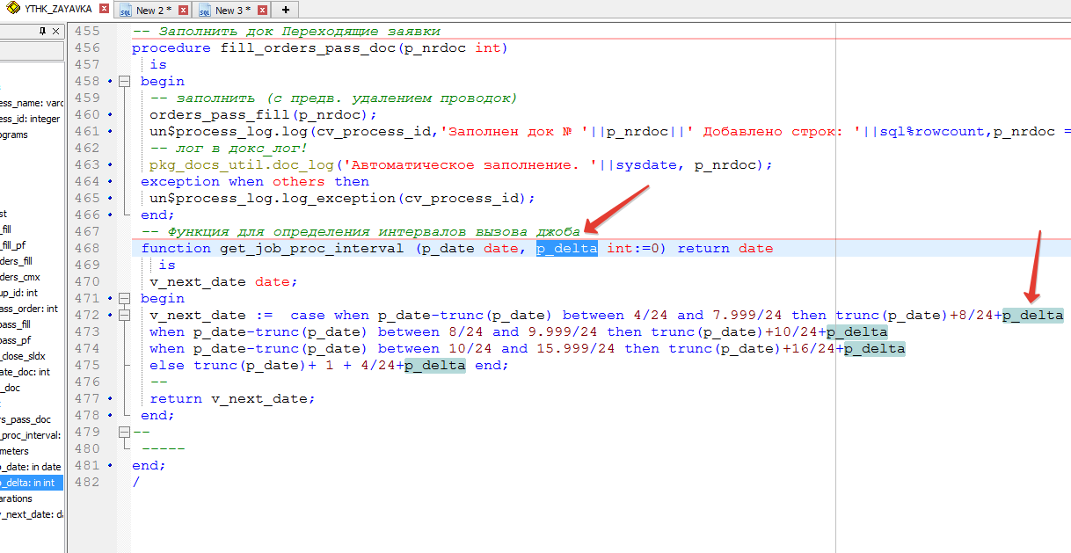 YTHK_ZAYAVKA New 2 * New 3 * +
ess_name: varc
ess_id: integer
ograms
st
_fill
_fill_pf
ders_fill
ders_cmx
up_id: int
ass_order: int
pass_fill
pass_pf
_close_sldx
ate_doc: int
_doc
rs_pass_doc
_proc_interval:
meters
p_date: in date
p_delta: in int
arations
v_next_date: da
455 -- Заполнить док Переходящие заявки
456 procedure fill_orders_pass_doc(p_nrdoc int)
457 is
458 begin
459 -- заполнить (с предв. удалением проводок)
460 orders_pass_fill(p_nrdoc);
461 un$process_log.log(cv_process_id,'Заполнен док № '||p_nrdoc||' Добавлено строк: '||sql%rowcount,p_nrdoc =
462 -- лог в докс_лог!
463 pkg_docs_util.doc_log('Автоматическое заполнение. '||sysdate, p_nrdoc);
464 exception when others then
465 un$process_log.log_exception(cv_process_id);
466 end;
467 -- Функция для определения интервалов вызова джоба
468 function get_job_proc_interval (p_date date, p_delta int:=0) return date
469 is
470 v_next_date date;
471 begin
472 v_next_date := case when p_date-trunc(p_date) between 4/24 and 7.999/24 then trunc(p_date)+8/24+p_delta
473 when p_date-trunc(p_date) between 8/24 and 9.999/24 then trunc(p_date)+10/24+p_delta
474 when p_date-trunc(p_date) between 10/24 and 15.999/24 then trunc(p_date)+16/24+p_delta
475 else trunc(p_date)+ 1 + 4/24+p_delta end;
476 --
477 return v_next_date;
478 end;
479 --
480 -----
481 end;
482 /